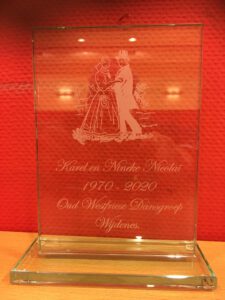 Karel en Nineke Nicolai
1970 - 2020
Oud Westfriese Dansgroep
Wijdenes.